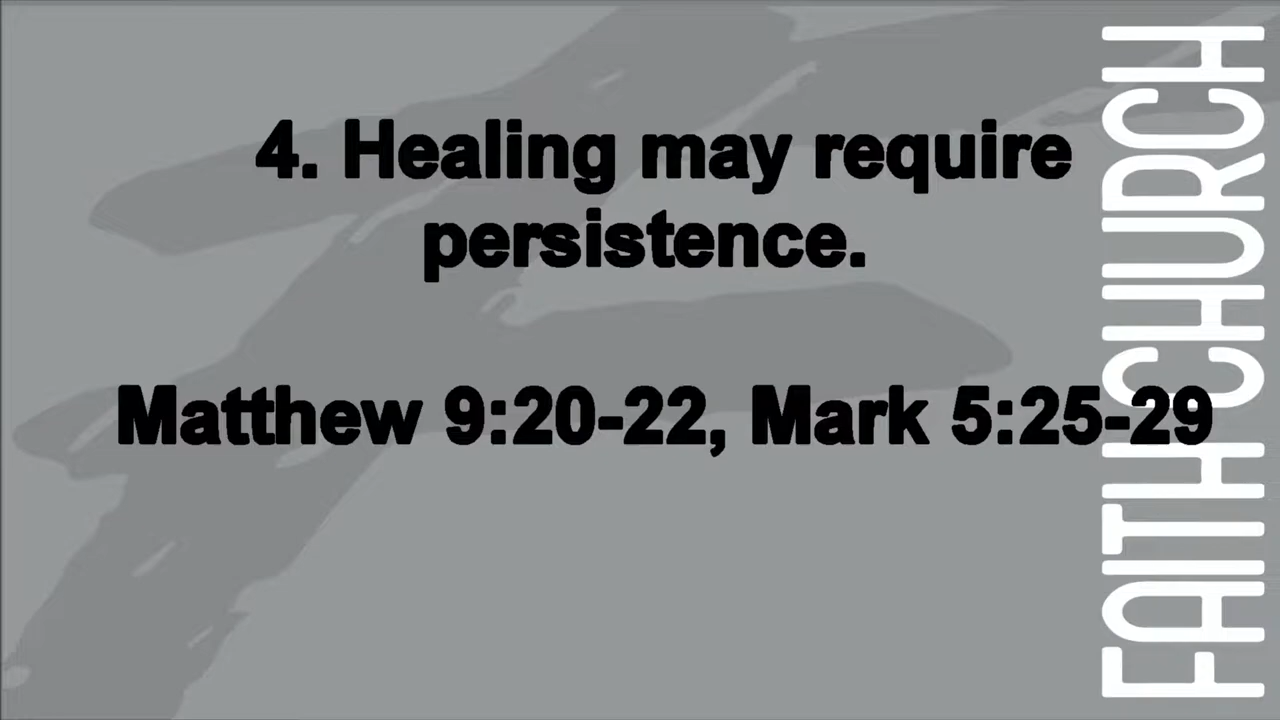 4. Healing may require
persistence.
Matthew 9:20-22, Mark 5:25-29
FAITH CHURCH